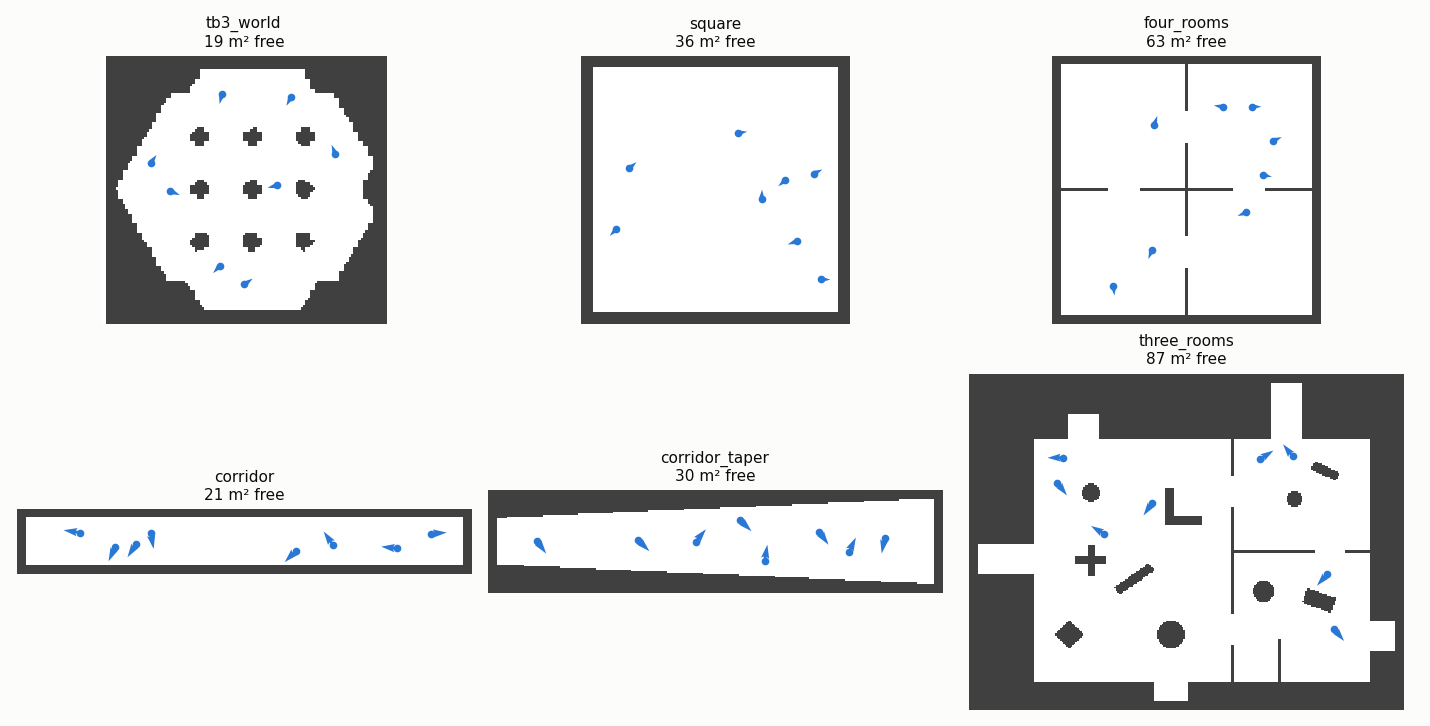 tb3_world
19 m² free
square
36 m² free
four_rooms
63 m² free
corridor
21 m² free
corridor_taper
30 m² free
three_rooms
87 m² free